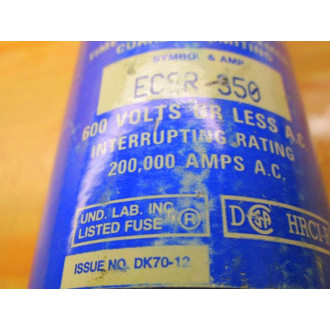 SYMBOL & AMP
ECSR-350
600 VOLTS OR LESS A.C.
INTERRUPTING RATING
200,000 AMPS A.C.
UND. LAB. INC.
LISTED FUSE ®
ISSUE NO. DK70-12